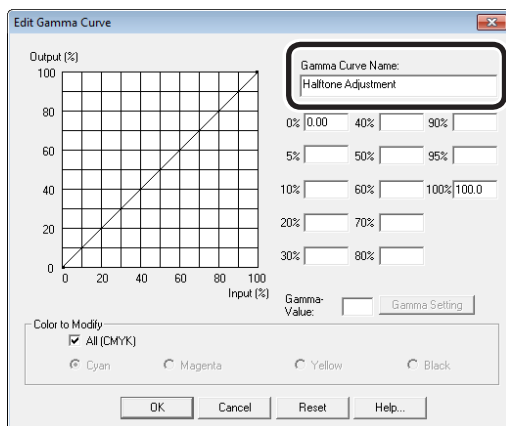 Edit Gamma Curve
Output (%)
100
80
60
40
20
0
0 20 40 60 80 100
Input (%)
Gamma Curve Name:
Halftone Adjustment
0% 0.00 40% 90%
5% 50% 95%
10% 60% 100% 100.0
20% 70%
30% 80%
Gamma-
Value:
Gamma Setting
Color to Modify
All (CMYK)
Cyan Magenta Yellow Black
OK Cancel Reset Help...